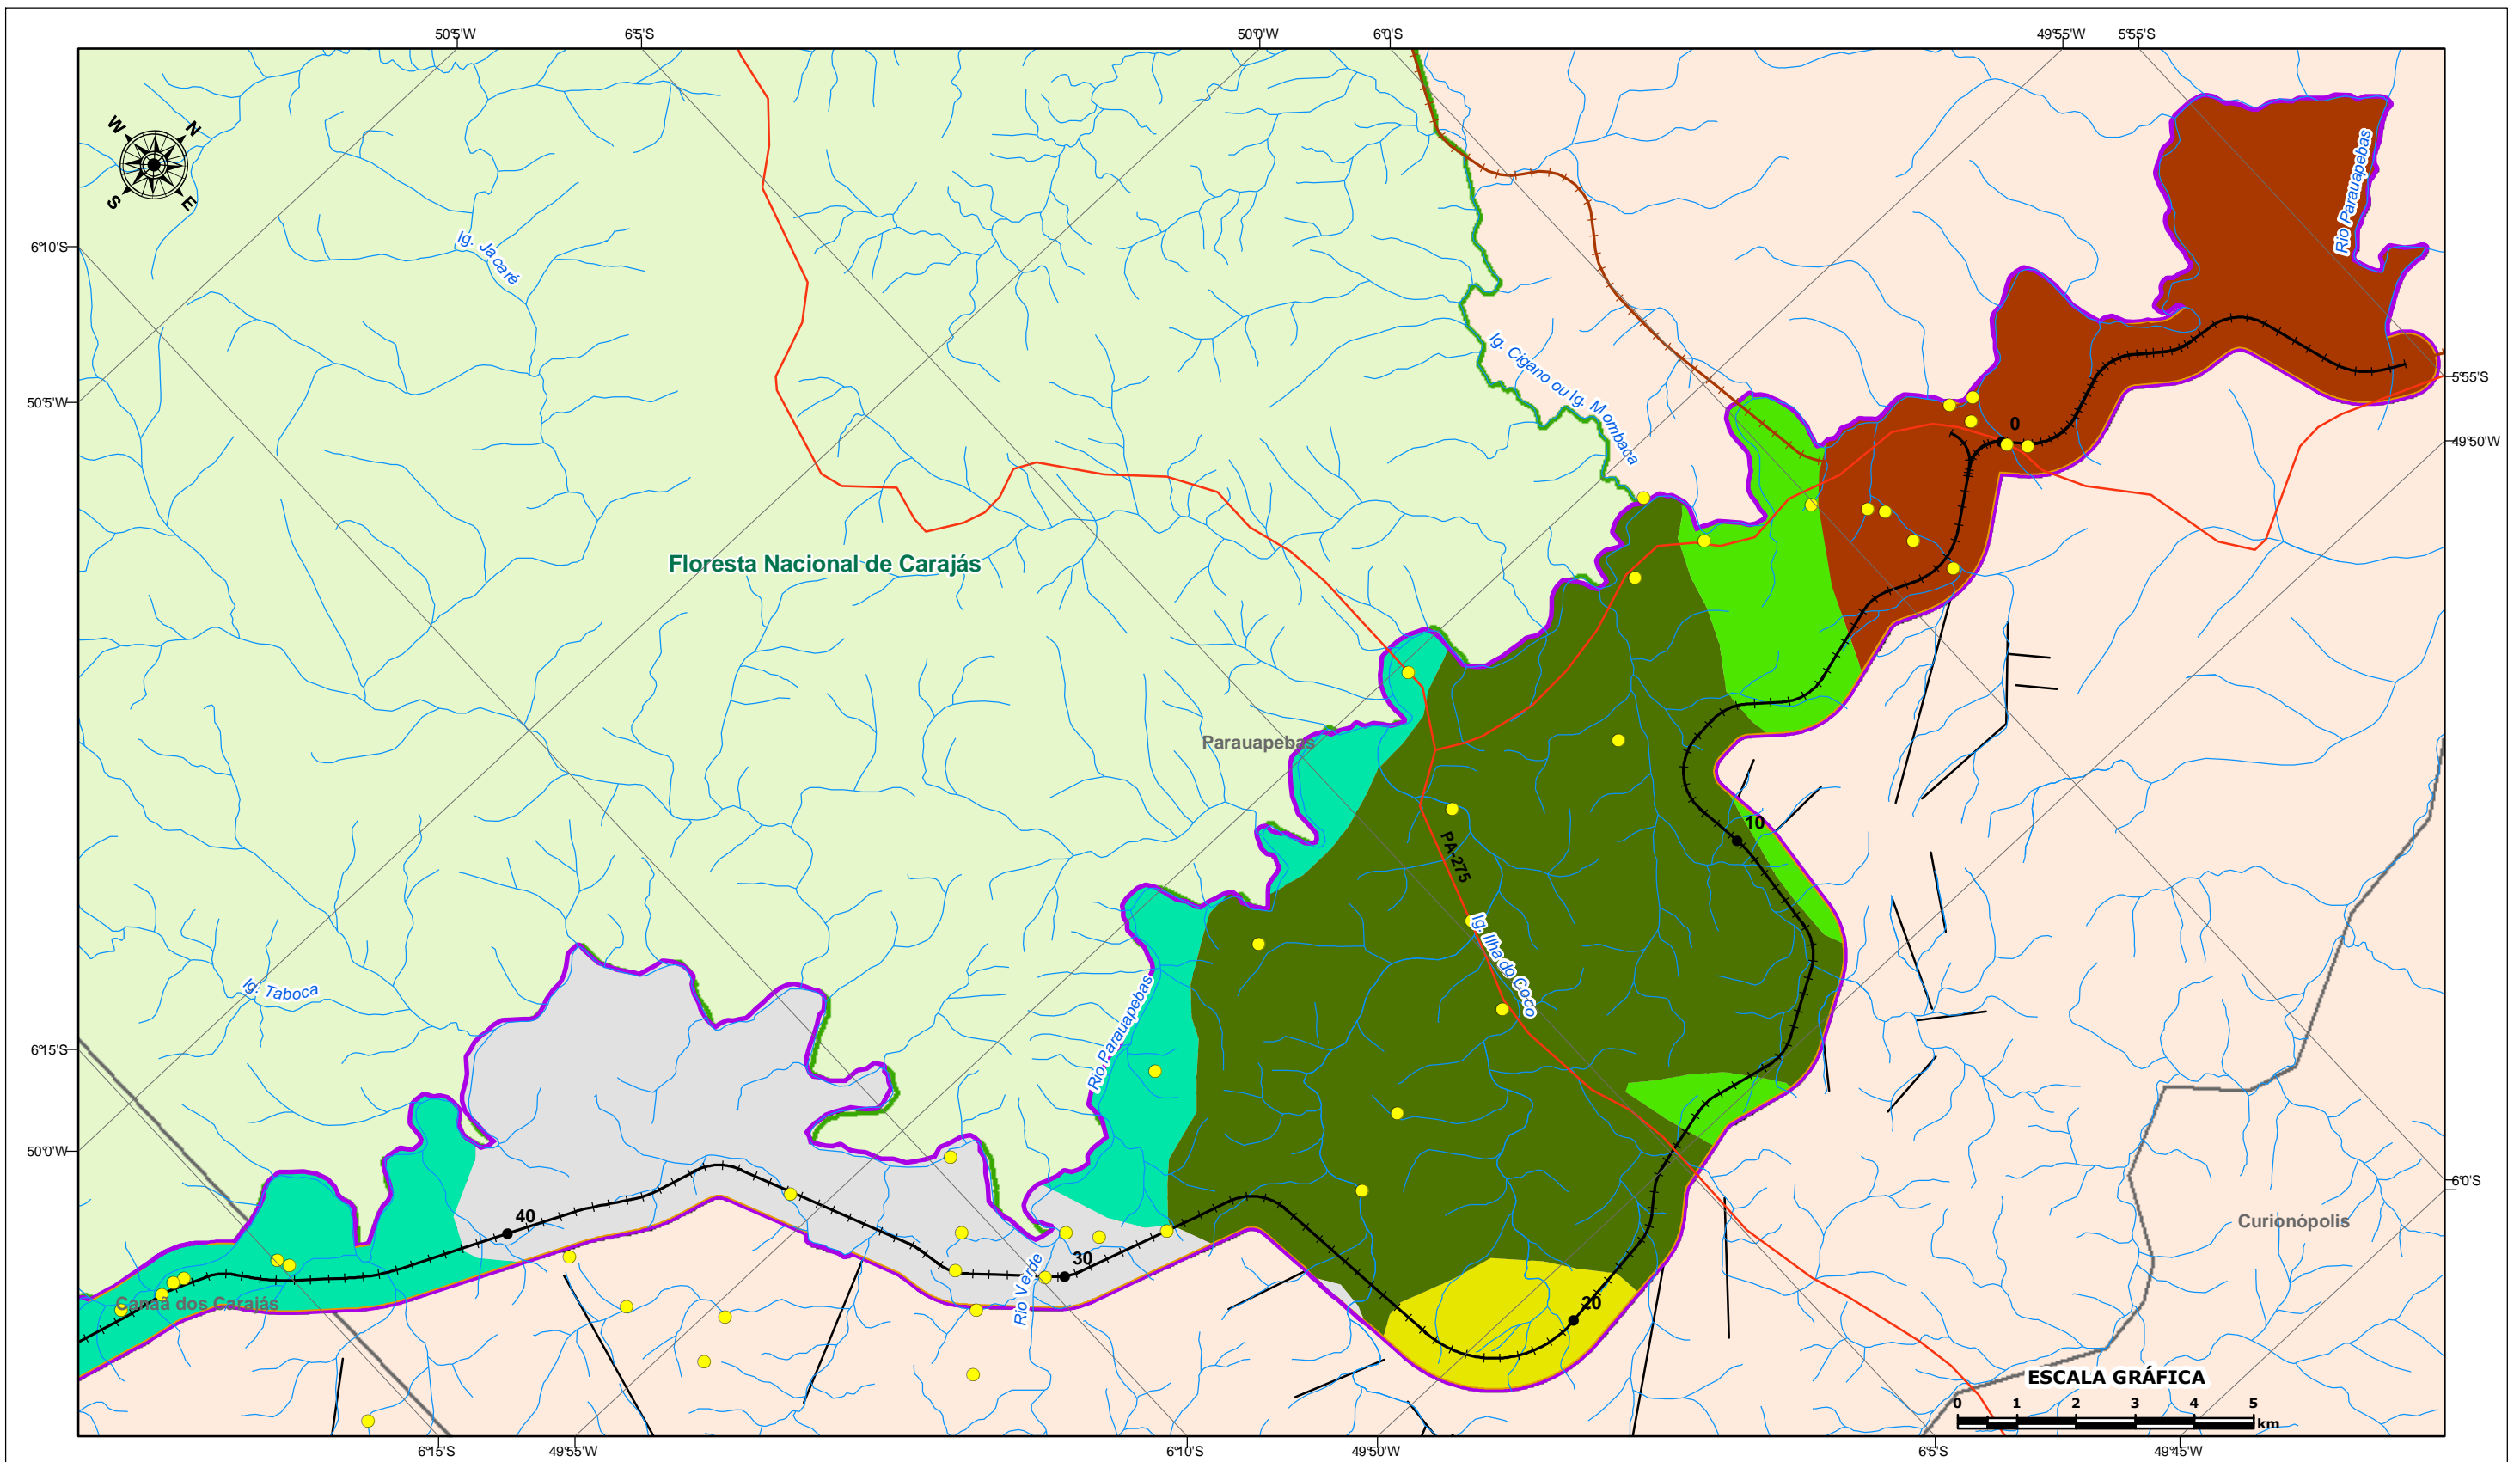 50°5'W
6°5'S
50°0'W
6°0'S
49°55'W
5°55'S
W
N
S
E
6°10'S
Ig. Jacaré
Rio Parauapebas
Ig. Cigano ou Ig. Mombaça
50°5'W
5°55'S
0
49°50'W
Floresta Nacional de Carajás
Parauapebas
10
PA-275
Ig. Ilha do Coco
Ig. Taboca
Rio Parauapebas
6°15'S
50°0'W
6°0'S
40
30
Rio Verde
20
Curionópolis
Canaã dos Carajás
ESCALA GRÁFICA
0 1 2 3 4 5
km
6°15'S
49°55'W
6°10'S
49°50'W
6°5'S
49°45'W